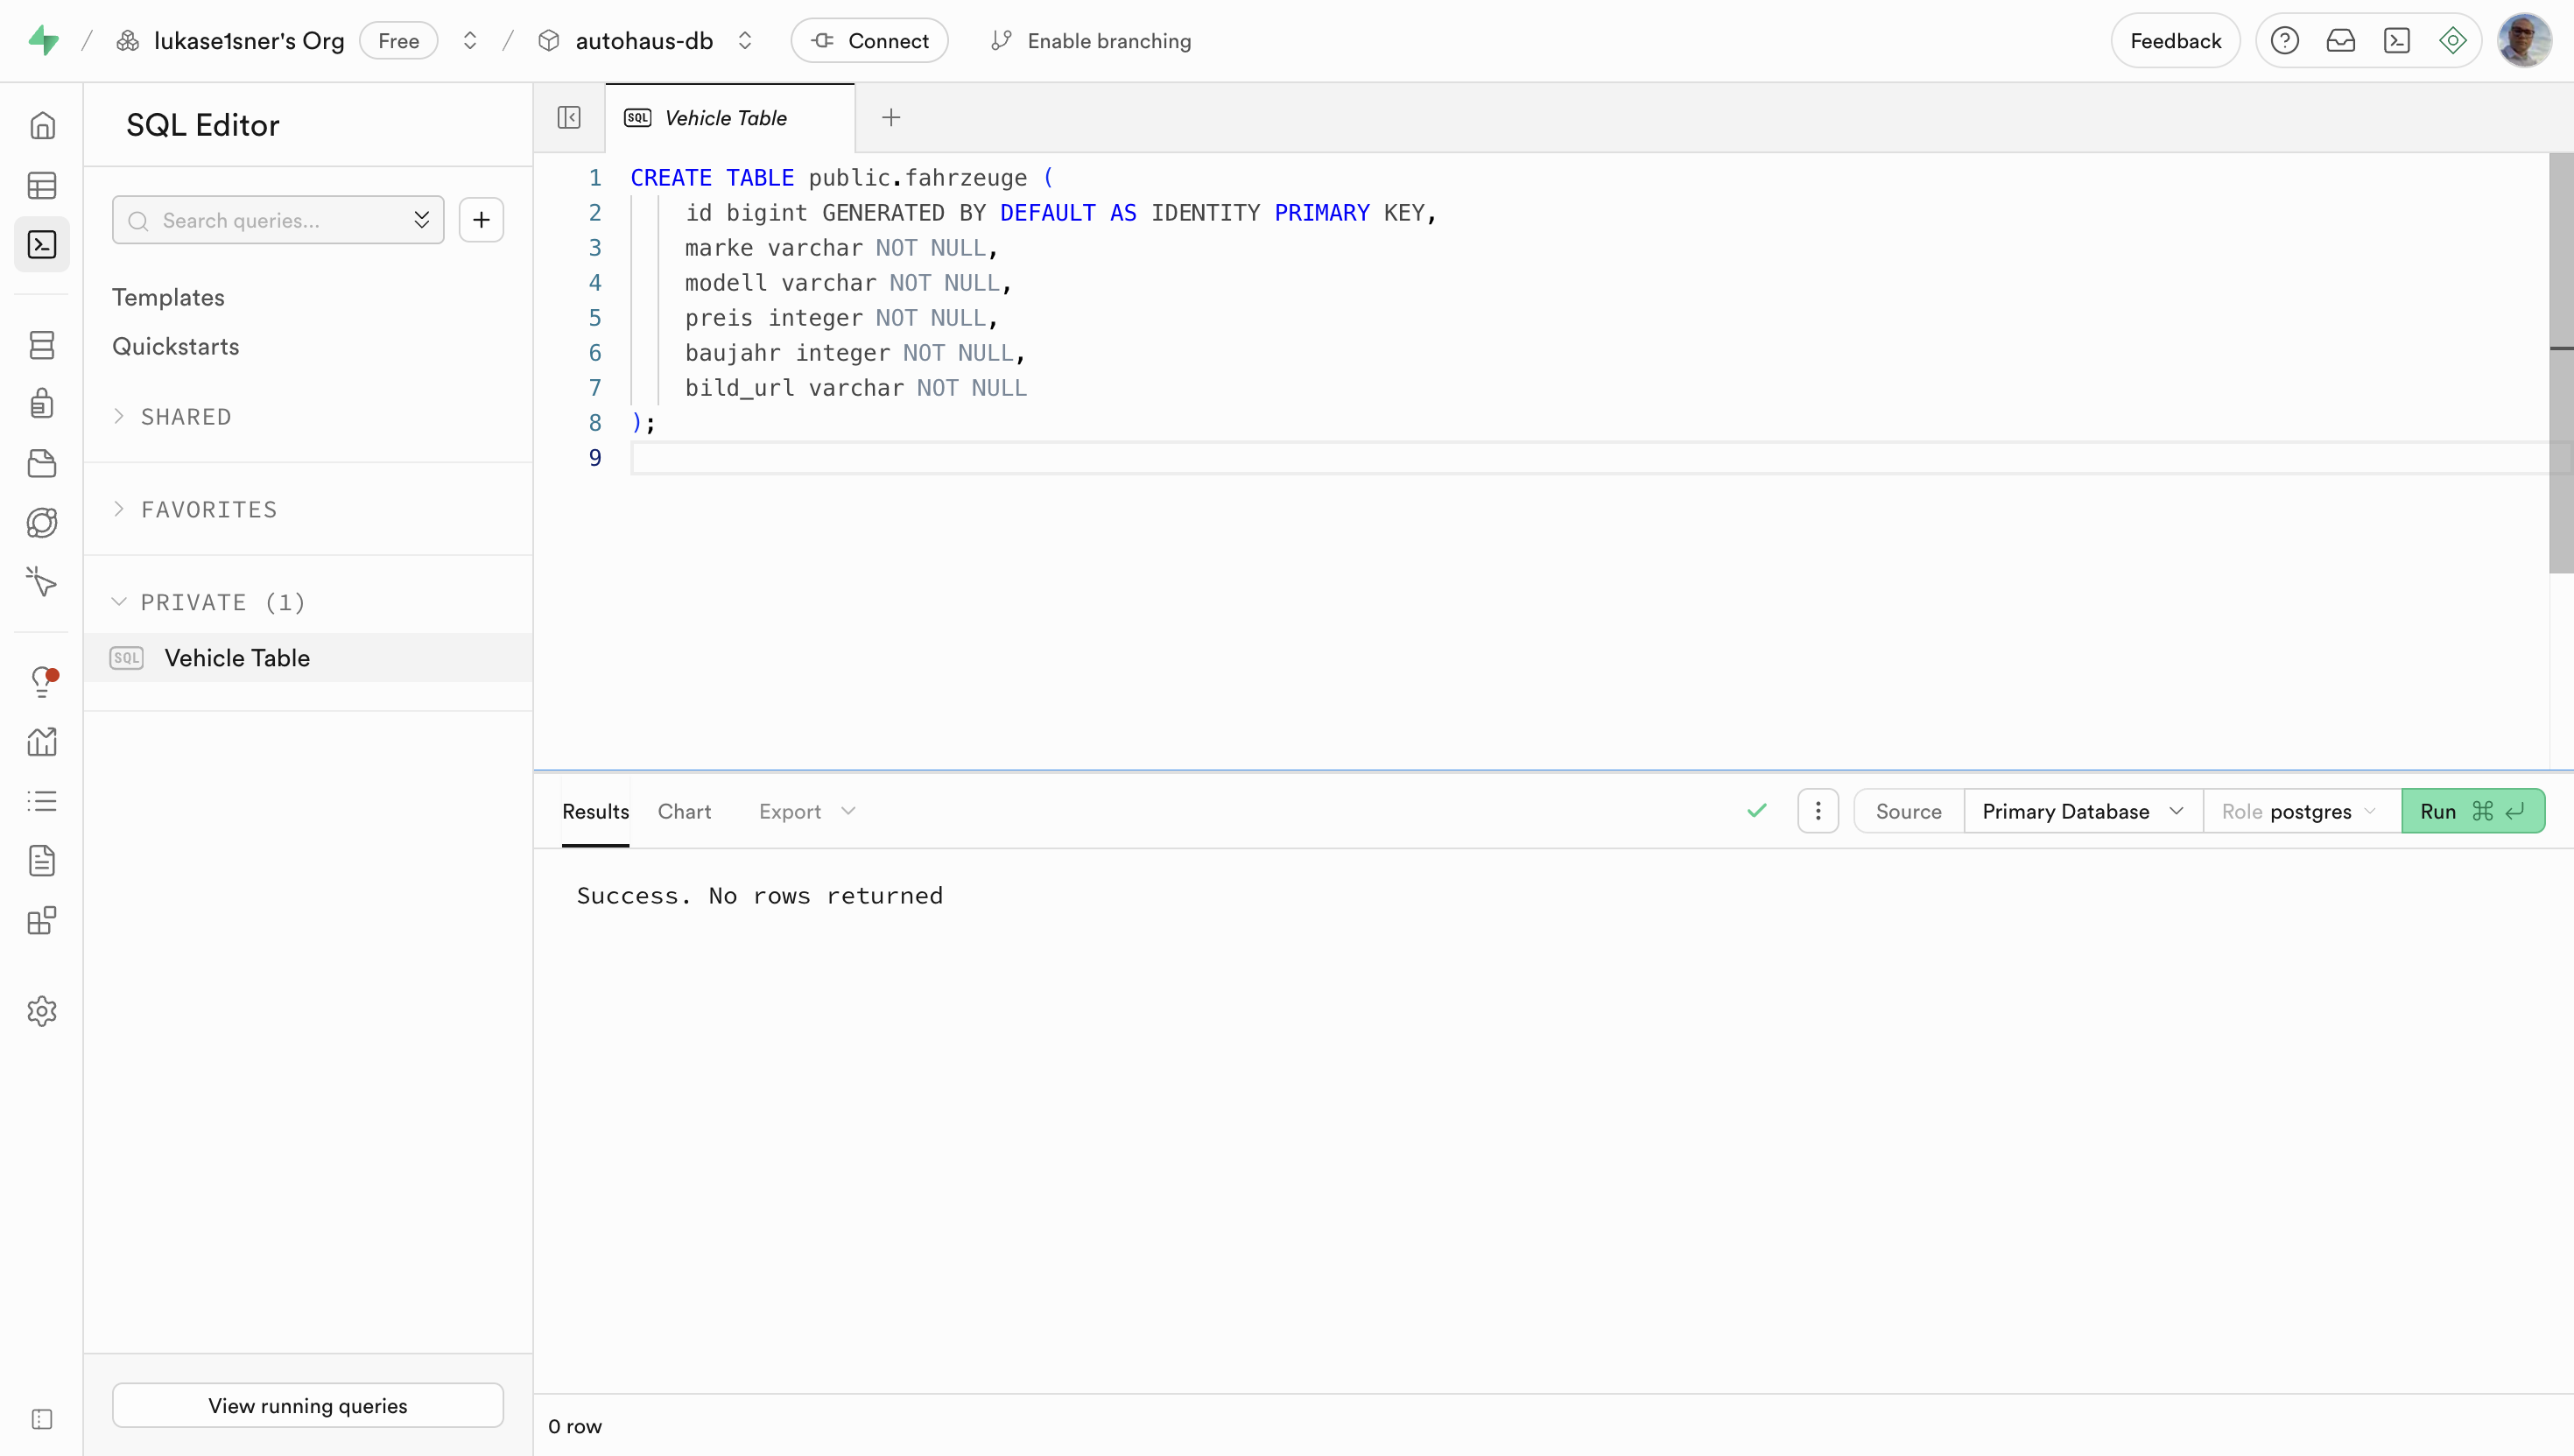 / lukase1sner's Org Free / autohaus-db Connect Enable branching Feedback
SQL Editor
Search queries...
Templates
Quickstarts
SHARED
FAVORITES
PRIVATE (1)
SQL Vehicle Table
View running queries
SQL Vehicle Table
1 CREATE TABLE public.fahrzeuge (
2 id bigint GENERATED BY DEFAULT AS IDENTITY PRIMARY KEY,
3 marke varchar NOT NULL,
4 modell varchar NOT NULL,
5 preis integer NOT NULL,
6 baujahr integer NOT NULL,
7 bild_url varchar NOT NULL
8 );
9
Results Chart Export Source Primary Database Role postgres Run ⌘ ↵
Success. No rows returned
0 row